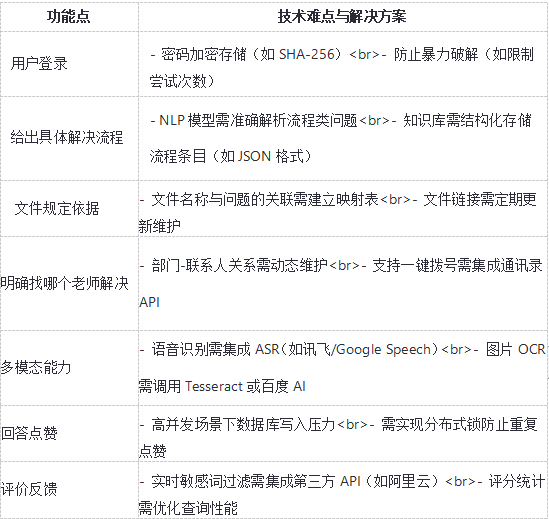 功能点
技术难点与解决方案
用户登录
- 密码加密存储（如 SHA-256）<br>- 防止暴力破解（如限制
尝试次数）
给出具体解决流程
- NLP 模型需准确解析流程类问题<br>- 知识库需结构化存储
流程条目（如 JSON 格式）
文件规定依据
- 文件名称与问题的关联需建立映射表<br>- 文件链接需定期更
新维护
明确找哪个老师解决
- 部门-联系人关系需动态维护<br>- 支持一键拨号需集成通讯录
API
多模态能力
- 语音识别需集成 ASR（如讯飞/Google Speech）<br>- 图片 OCR
需调用 Tesseract 或百度 AI
回答点赞
- 高并发场景下数据库写入压力<br>- 需实现分布式锁防止重复
点赞
评价反馈
- 实时敏感词过滤需集成第三方 API（如阿里云）<br>- 评分统计
需优化查询性能